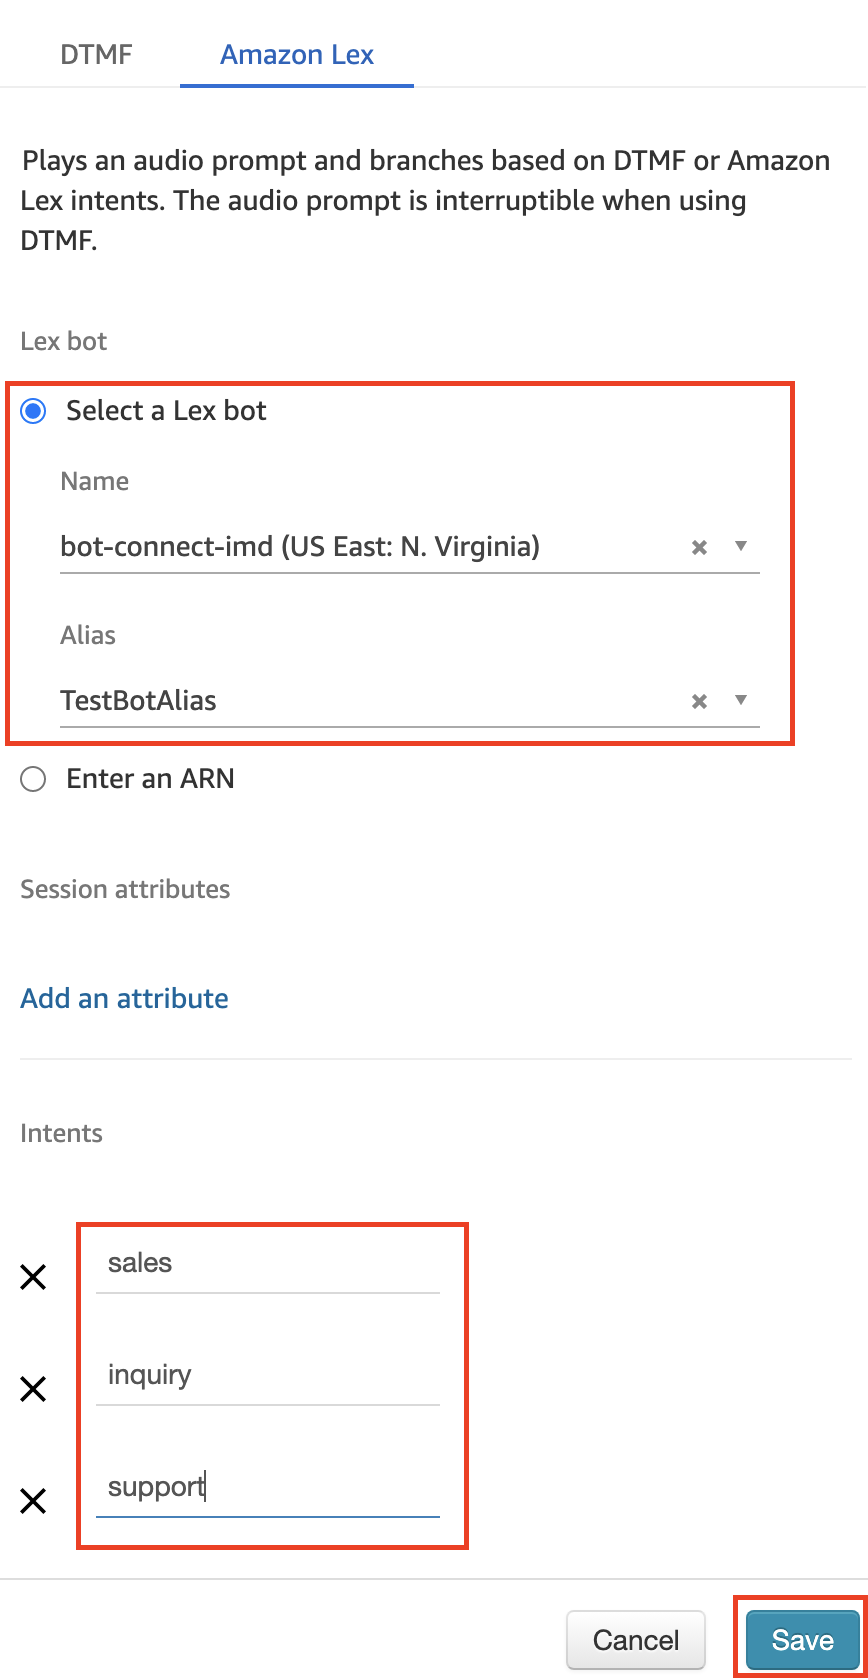 DTMF Amazon Lex
Plays an audio prompt and branches based on DTMF or Amazon
Lex intents. The audio prompt is interruptible when using
DTMF.
Lex bot
Select a Lex bot
Name
bot-connect-imd (US East: N. Virginia)
Alias
TestBotAlias
Enter an ARN
Session attributes
Add an attribute
Intents
sales
inquiry
support
Cancel Save